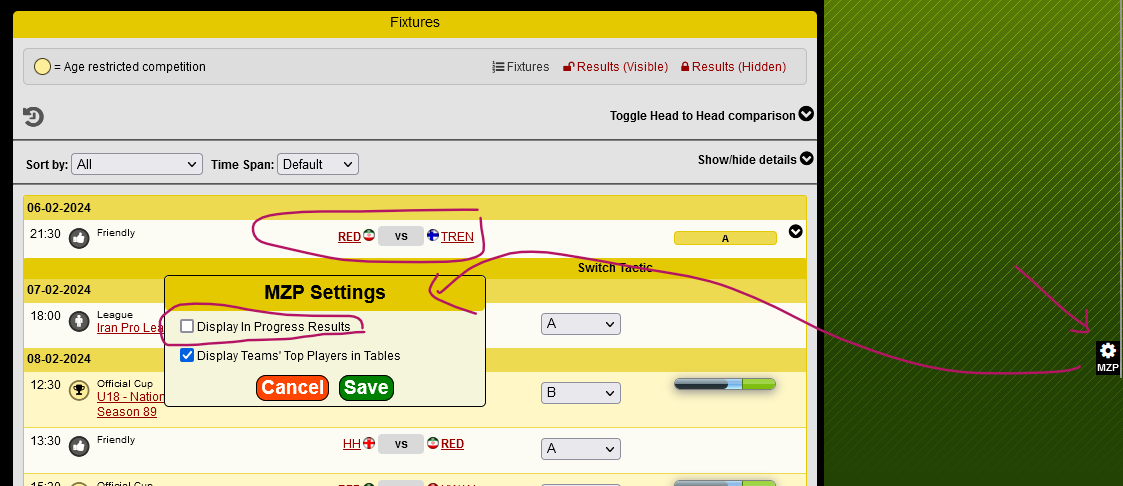 Fixtures
= Age restricted competition
Fixtures
Results (Visible)
Results (Hidden)
Toggle Head to Head comparison
Sort by: All
Time Span: Default
Show/hide details
06-02-2024
21:30
Friendly
RED vs TREN
A
Switch Tactic
07-02-2024
MZP Settings
18:00
League
Iran Pro Lea
Display In Progress Results
A
MZP
08-02-2024
Display Teams' Top Players in Tables
12:30
Official Cup
U18 - Nation
Season 89
Cancel
Save
B
13:30
Friendly
HH vs RED
A
Official Cup